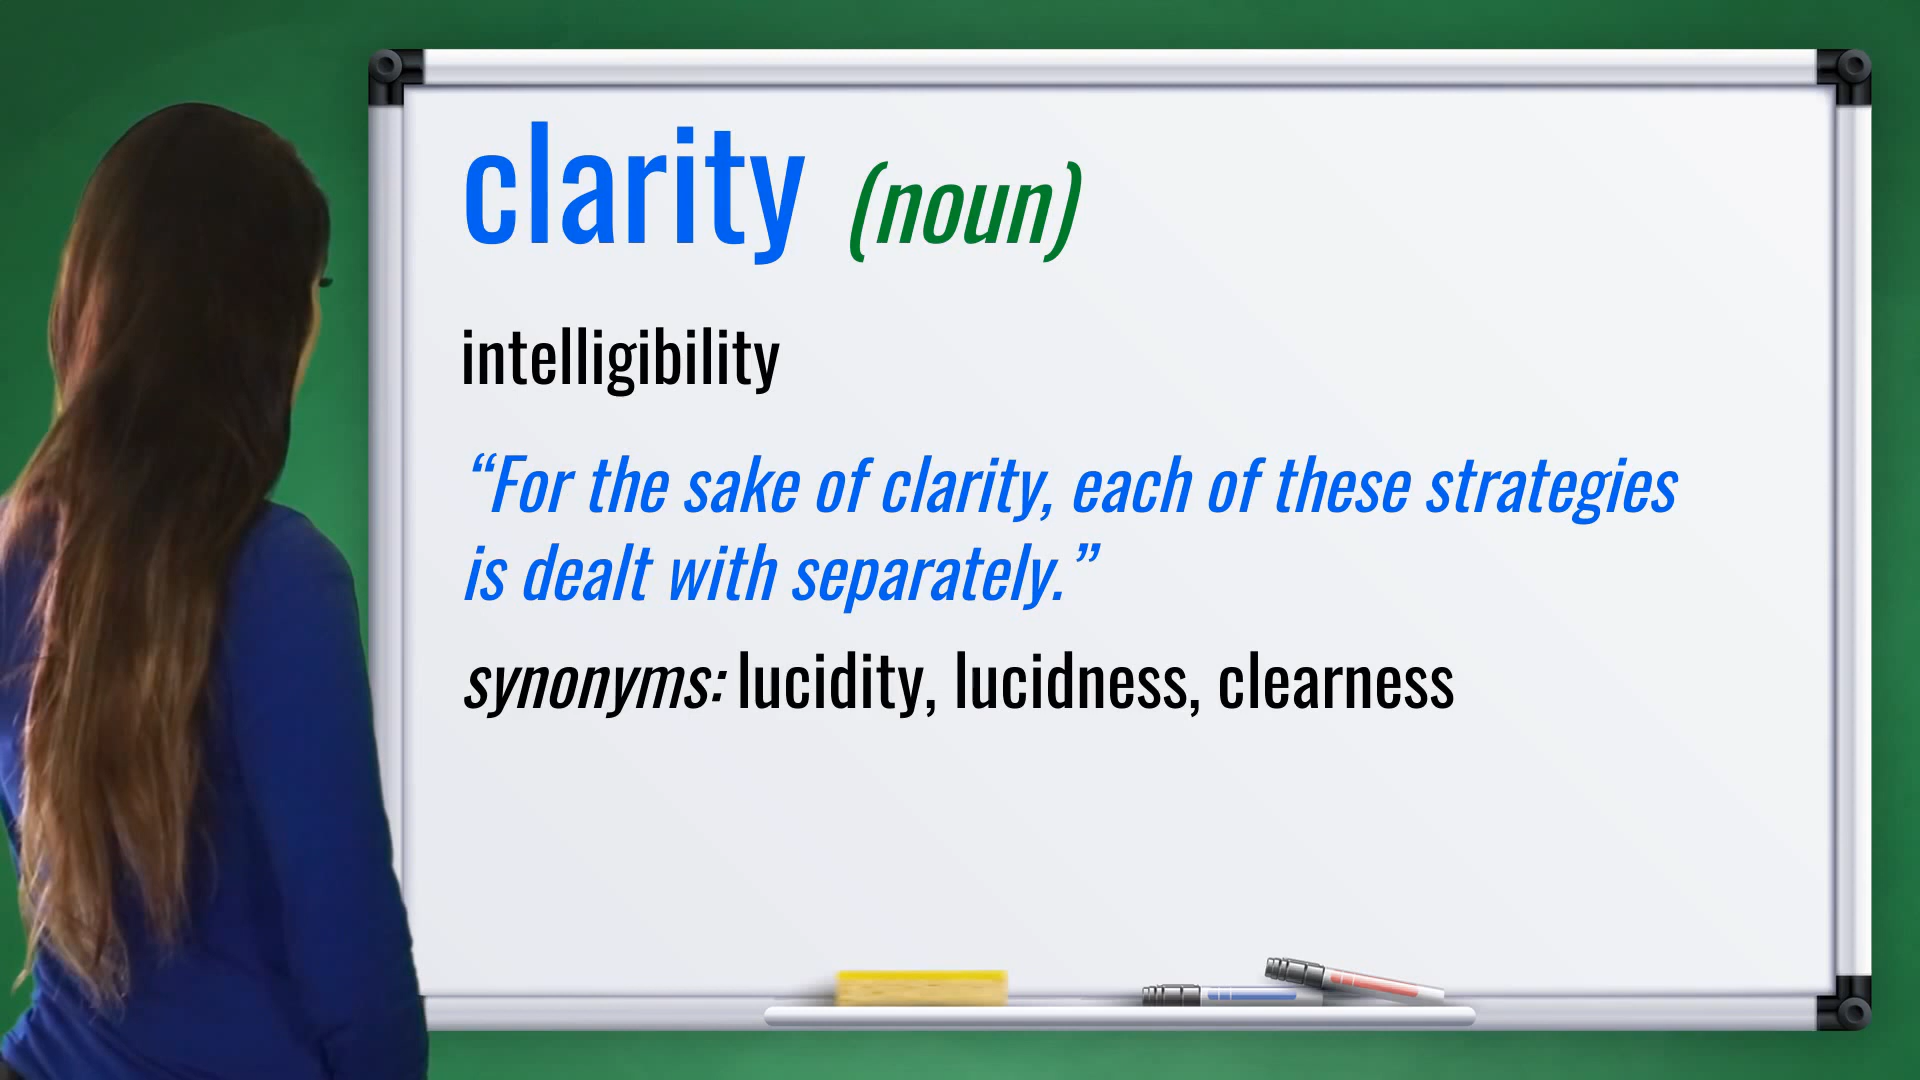 clarity (noun)
intelligibility
“For the sake of clarity, each of these strategies
is dealt with separately.”
synonyms: lucidity, lucidness, clearness